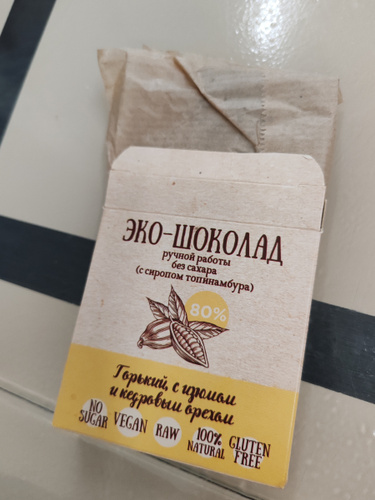 ЭКО-ШОКОЛАД
ручной работы
без сахара
(с сиропом топинамбура)
80%
Горький, с изюмом
и кедровым орехом
NO SUGAR
VEGAN
RAW
100% NATURAL
GLUTEN FREE